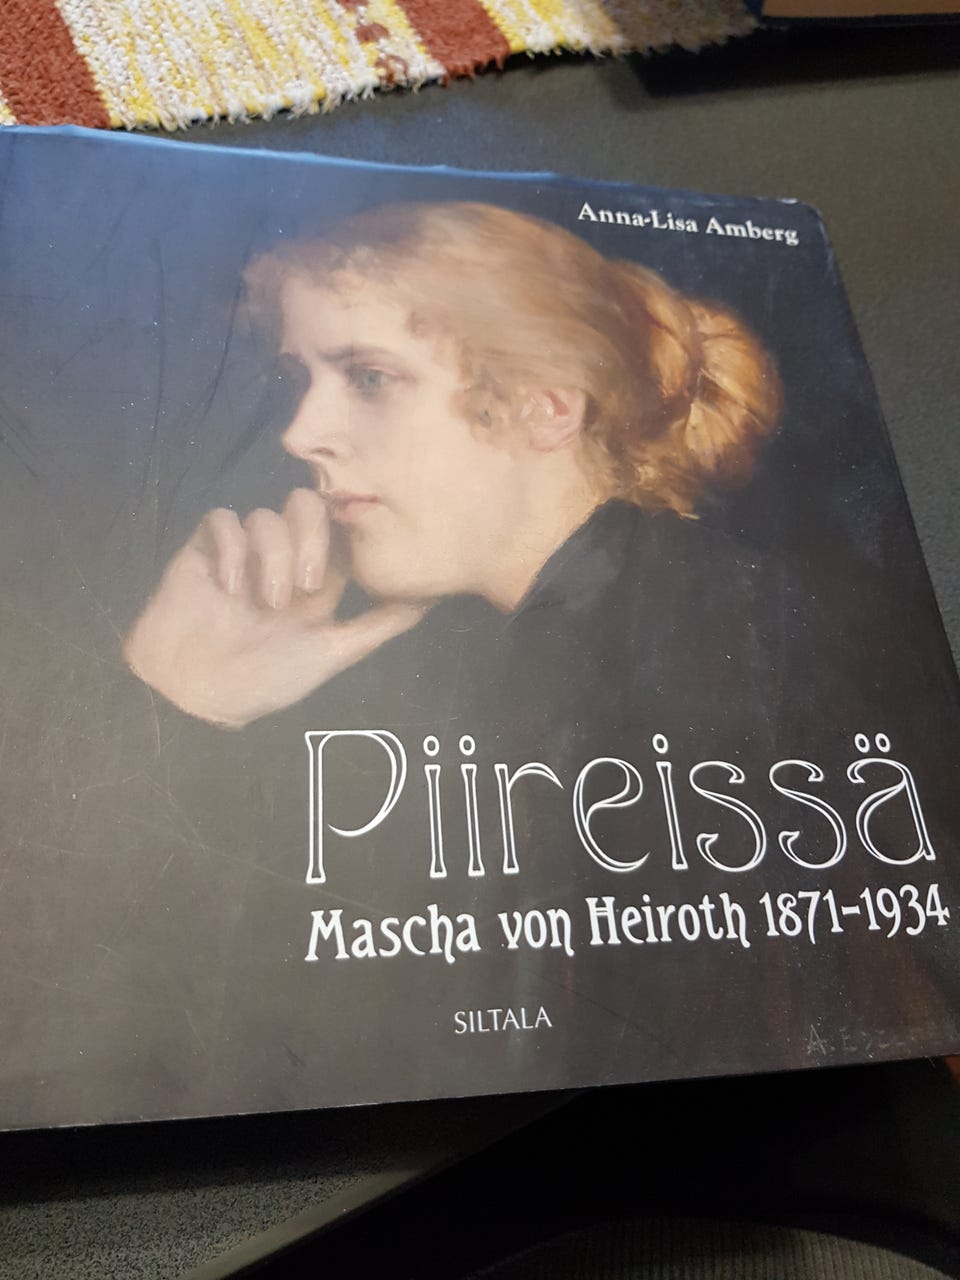 Anna-Lisa Amberg
Piireissä
Mascha von Heiroth 1871-1934
SILTALA